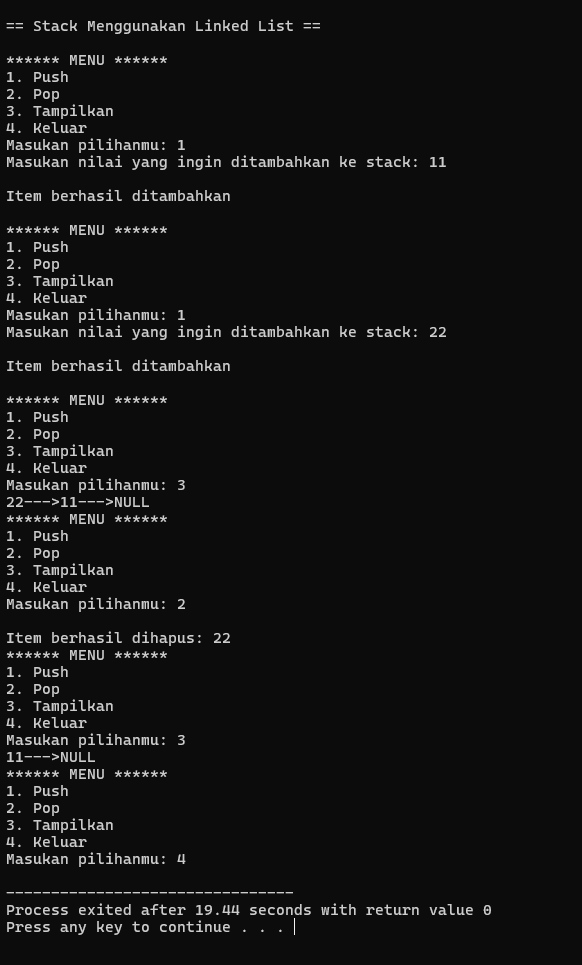 == Stack Menggunakan Linked List ==
****** MENU ******
1. Push
2. Pop
3. Tampilkan
4. Keluar
Masukan pilihanmu: 1
Masukan nilai yang ingin ditambahkan ke stack: 11
Item berhasil ditambahkan
****** MENU ******
1. Push
2. Pop
3. Tampilkan
4. Keluar
Masukan pilihanmu: 1
Masukan nilai yang ingin ditambahkan ke stack: 22
Item berhasil ditambahkan
****** MENU ******
1. Push
2. Pop
3. Tampilkan
4. Keluar
Masukan pilihanmu: 3
22--->11--->NULL
****** MENU ******
1. Push
2. Pop
3. Tampilkan
4. Keluar
Masukan pilihanmu: 2
Item berhasil dihapus: 22
****** MENU ******
1. Push
2. Pop
3. Tampilkan
4. Keluar
Masukan pilihanmu: 3
11--->NULL
****** MENU ******
1. Push
2. Pop
3. Tampilkan
4. Keluar
Masukan pilihanmu: 4
--------------------------------
Process exited after 19.44 seconds with return value 0
Press any key to continue . . .